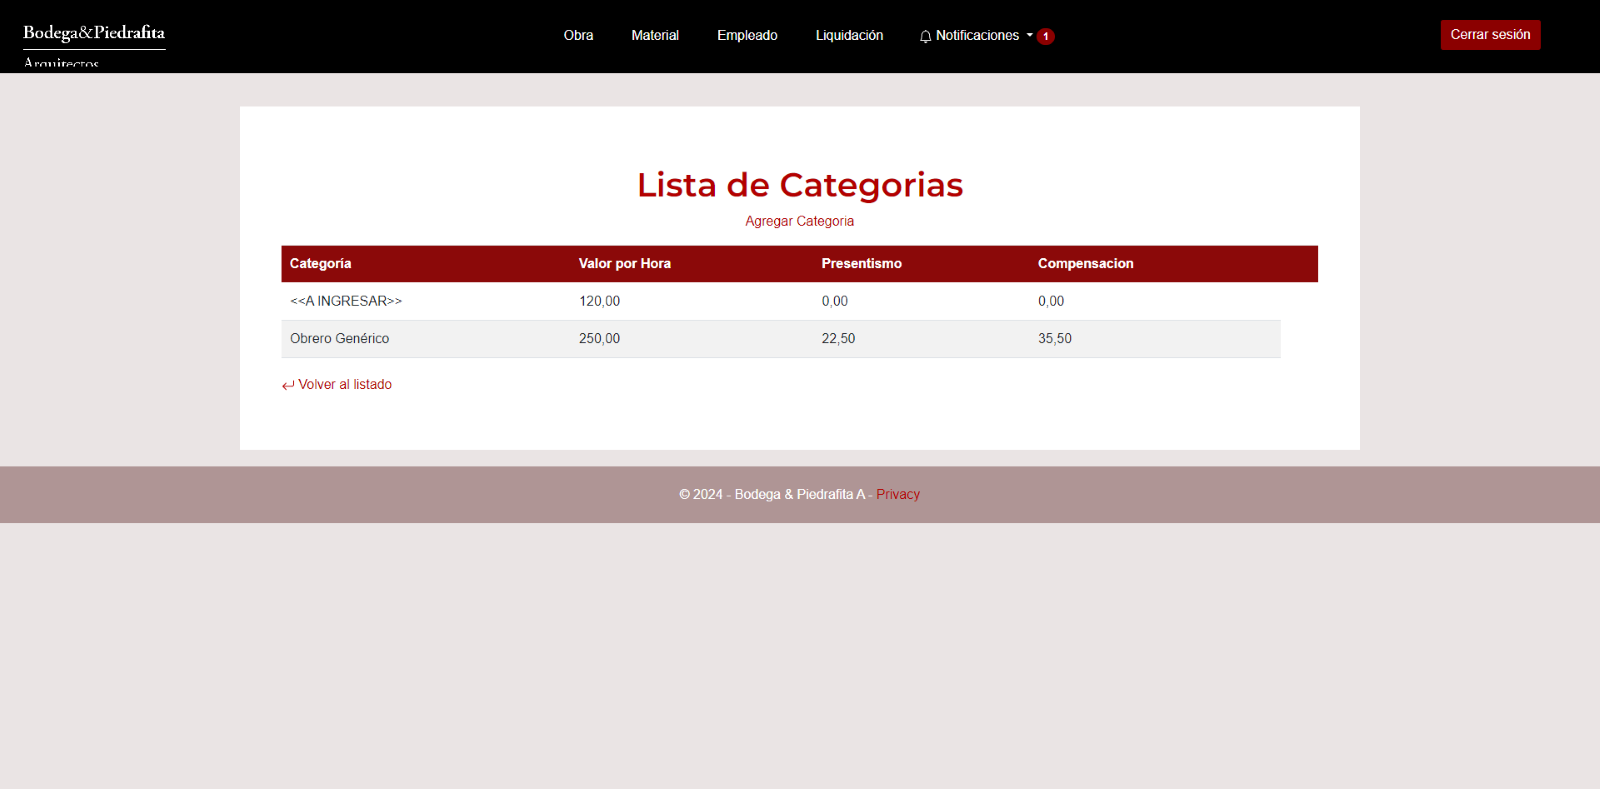 Bodega&Piedrafita
Arquitectos
Obra Material Empleado Liquidación Notificaciones 1
Cerrar sesión
Lista de Categorias
Agregar Categoria
Categoría Valor por Hora Presentismo Compensacion
<<A INGRESAR>> 120,00 0,00 0,00
Obrero Genérico 250,00 22,50 35,50
Volver al listado
© 2024 - Bodega & Piedrafita A - Privacy